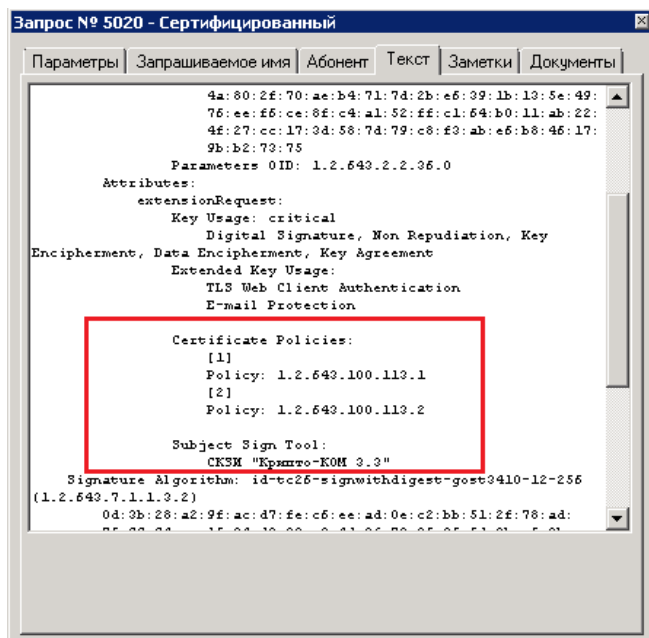 Запрос № 5020 - Сертифицированный
Параметры Запрашиваемое имя Абонент Текст Заметки Документы
4a:80:2f:70:ae:b4:71:7d:2b:e6:39:1b:13:5e:49:
76:ee:f6:ce:8f:c4:a1:52:ff:c1:64:b0:11:ab:22:
4f:27:cc:17:3d:58:7d:79:c8:f3:ab:e6:b8:46:17:
9b:b2:73:75
Parameters OID: 1.2.643.2.2.36.0
Attributes:
extensionRequest:
Key Usage: critical
Digital Signature, Non Repudiation, Key
Encipherment, Data Encipherment, Key Agreement
Extended Key Usage:
TLS Web Client Authentication
E-mail Protection
Certificate Policies:
[1]
Policy: 1.2.643.100.113.1
[2]
Policy: 1.2.643.100.113.2
Subject Sign Tool:
СКЗИ "Крипто-КОМ 3.3"
Signature Algorithm: id-tc26-signwithdigest-gost3410-12-256
(1.2.643.7.1.1.3.2)
0d:3b:28:a2:9f:ac:d7:fe:c6:ee:ad:0e:c2:bb:51:2f:78:ad: